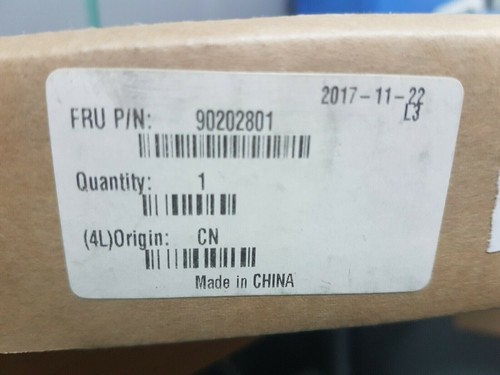 2017-11-22
L3
FRU P/N: 90202801
Quantity: 1
(4L)Origin: CN
Made in CHINA